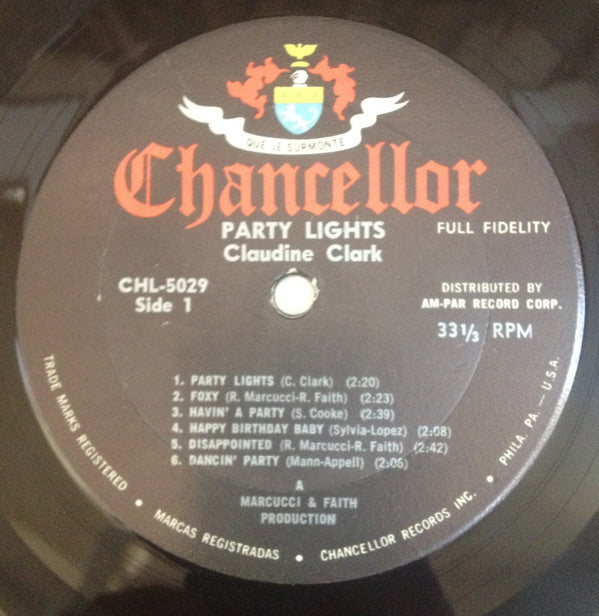 QUE JE SURMONTE
Chancellor
PARTY LIGHTS
Claudine Clark
FULL FIDELITY
CHL-5029
Side 1
DISTRIBUTED BY
AM-PAR RECORD CORP.
33 1/3 RPM
1. PARTY LIGHTS (C. Clark) (2:20)
2. FOXY (R. Marcucci-R. Faith) (2:23)
3. HAVIN' A PARTY (S. Cooke) (2:39)
4. HAPPY BIRTHDAY BABY (Sylvia-Lopez) (2:08)
5. DISAPPOINTED (R. Marcucci-R. Faith) (2:42)
6. DANCIN' PARTY (Mann-Appell) (2:06)
A
MARCUCCI & FAITH
PRODUCTION
TRADE MARKS REGISTERED • MARCAS REGISTRADAS • CHANCELLOR RECORDS INC. • PHILA. PA. — U.S.A.